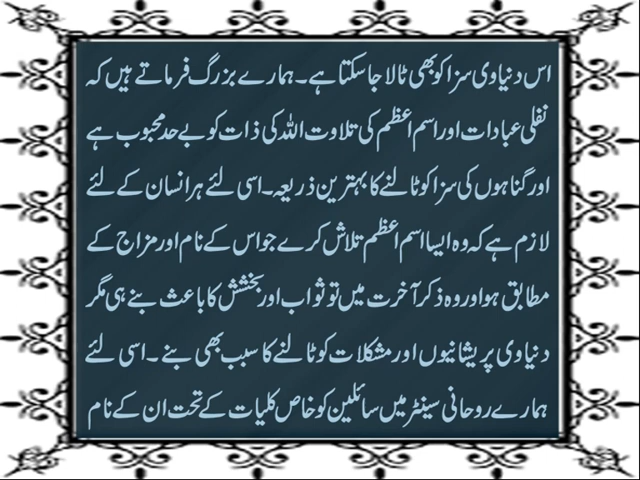 اس دنیاوی سزا کو بھی ٹالا جا سکتا ہے۔ ہمارے بزرگ فرماتے ہیں کہ
نفلی عبادات اور اسم اعظم کی تلاوت اللہ کی ذات کو بے حد محبوب ہے
اور گناہوں کی سزا کو ٹالنے کا بہترین ذریعہ۔ اسی لئے ہر انسان کے لئے
لازم ہے کہ وہ ایسا اسم اعظم تلاش کرے جو اس کے نام اور مزاج کے
مطابق ہو اور وہ ذکر آخرت میں تو ثواب اور بخشش کا باعث بنے ہی مگر
دنیاوی پریشانیوں اور مشکلات کو ٹالنے کا سبب بھی بنے۔ اسی لئے
ہمارے روحانی سینٹر میں سائلین کو خاص کلیات کے تحت ان کے نام